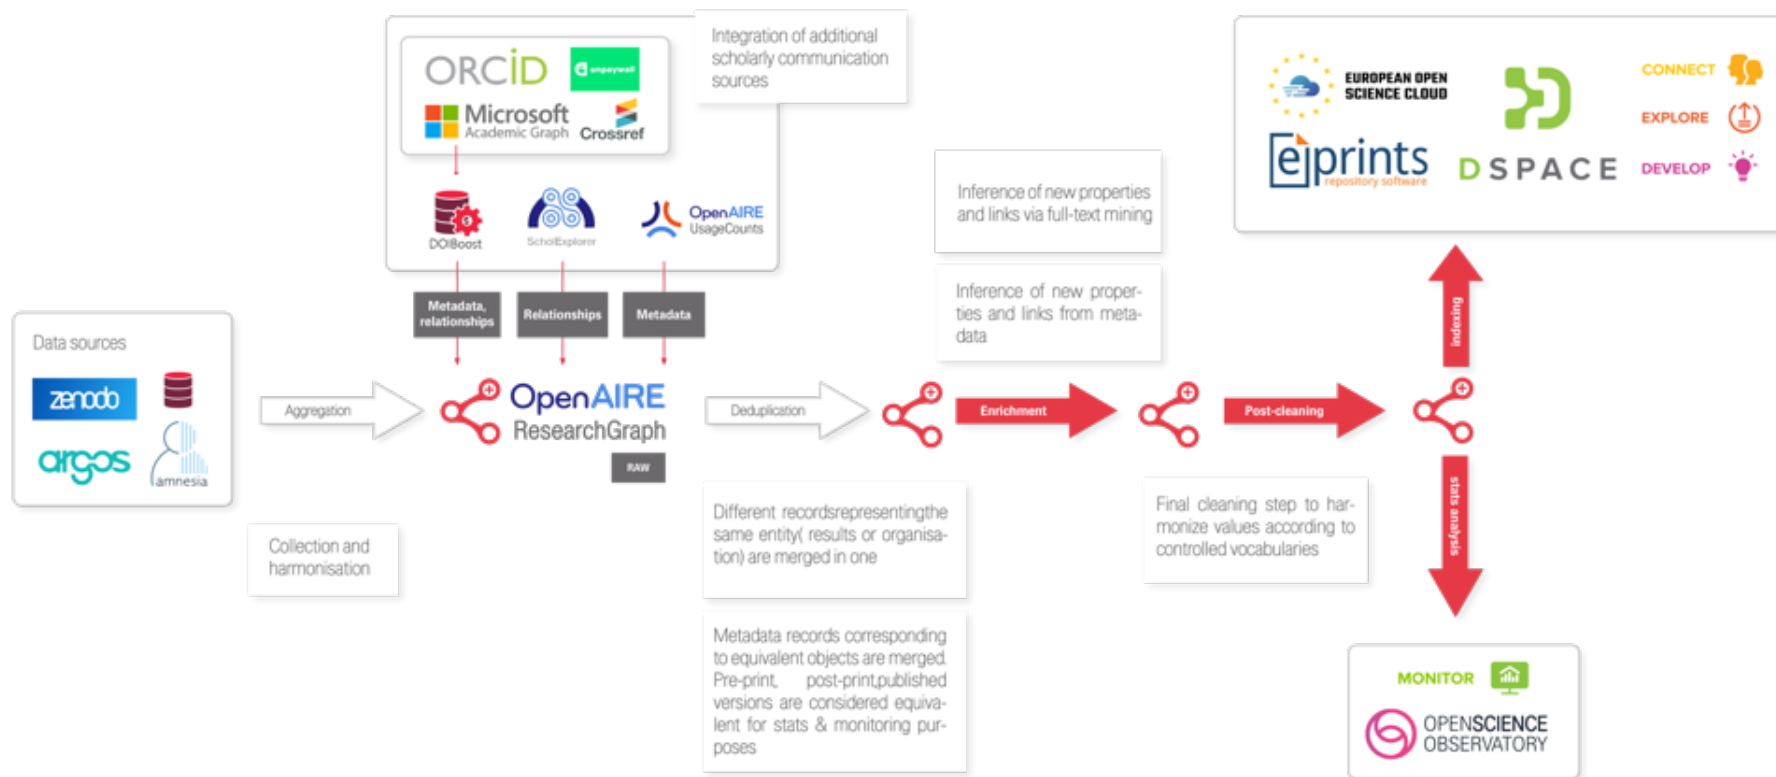 ORCID
unpaywall
Microsoft
Academic Graph
Crossref
Integration of additional
scholarly communication
sources
DOIBoost
ScholExplorer
OpenAIRE
UsageCounts
Metadata,
relationships
Relationships
Metadata
Data sources
zenodo
argos
amnesia
Aggregation
Collection and
harmonisation
OpenAIRE
ResearchGraph
RAW
Deduplication
Different recordsrepresentingthe
same entity( results or organisa-
tion) are merged in one
Metadata records corresponding
to equivalent objects are merged.
Pre-print, post-print,published
versions are considered equiva-
lent for stats & monitoring pur-
poses
Inference of new properties
and links via full-text mining
Inference of new proper-
ties and links from meta-
data
Enrichment
Post-cleaning
Final cleaning step to har-
monize values according to
controlled vocabularies
indexing
stats analysis
EUROPEAN OPEN
SCIENCE CLOUD
eprints
repository software
DSPACE
CONNECT
EXPLORE
DEVELOP
MONITOR
OPENSCIENCE
OBSERVATORY